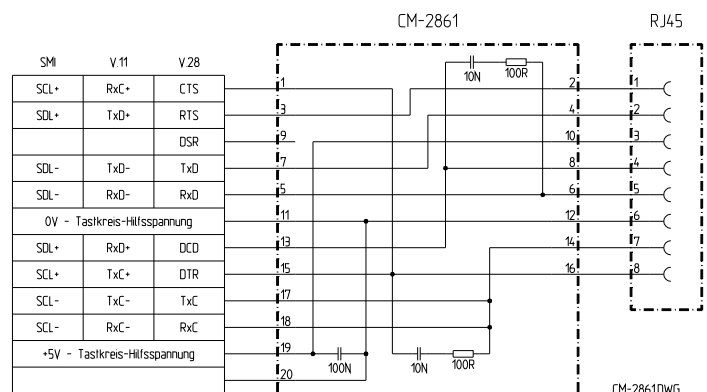 CM-2861 RJ45
SMI V.11 V.28
10N 100R
SCL+ RxC+ CTS 1 2 1
SDL+ TxD+ RTS 3 4 2
DSR 9 10 3
SDL- TxD- TxD 7 8 4
SDL- RxD- RxD 5 6 5
0V - Tastkreis-Hilfsspannung 11 12 6
SDL+ RxD+ DCD 13 14 7
SCL+ TxC+ DTR 15 16 8
SCL- TxC- TxC 17
SCL- RxC- RxC 18
+5V - Tastkreis-Hilfsspannung 19
100N 10N 100R
20
CM-2861.DWG